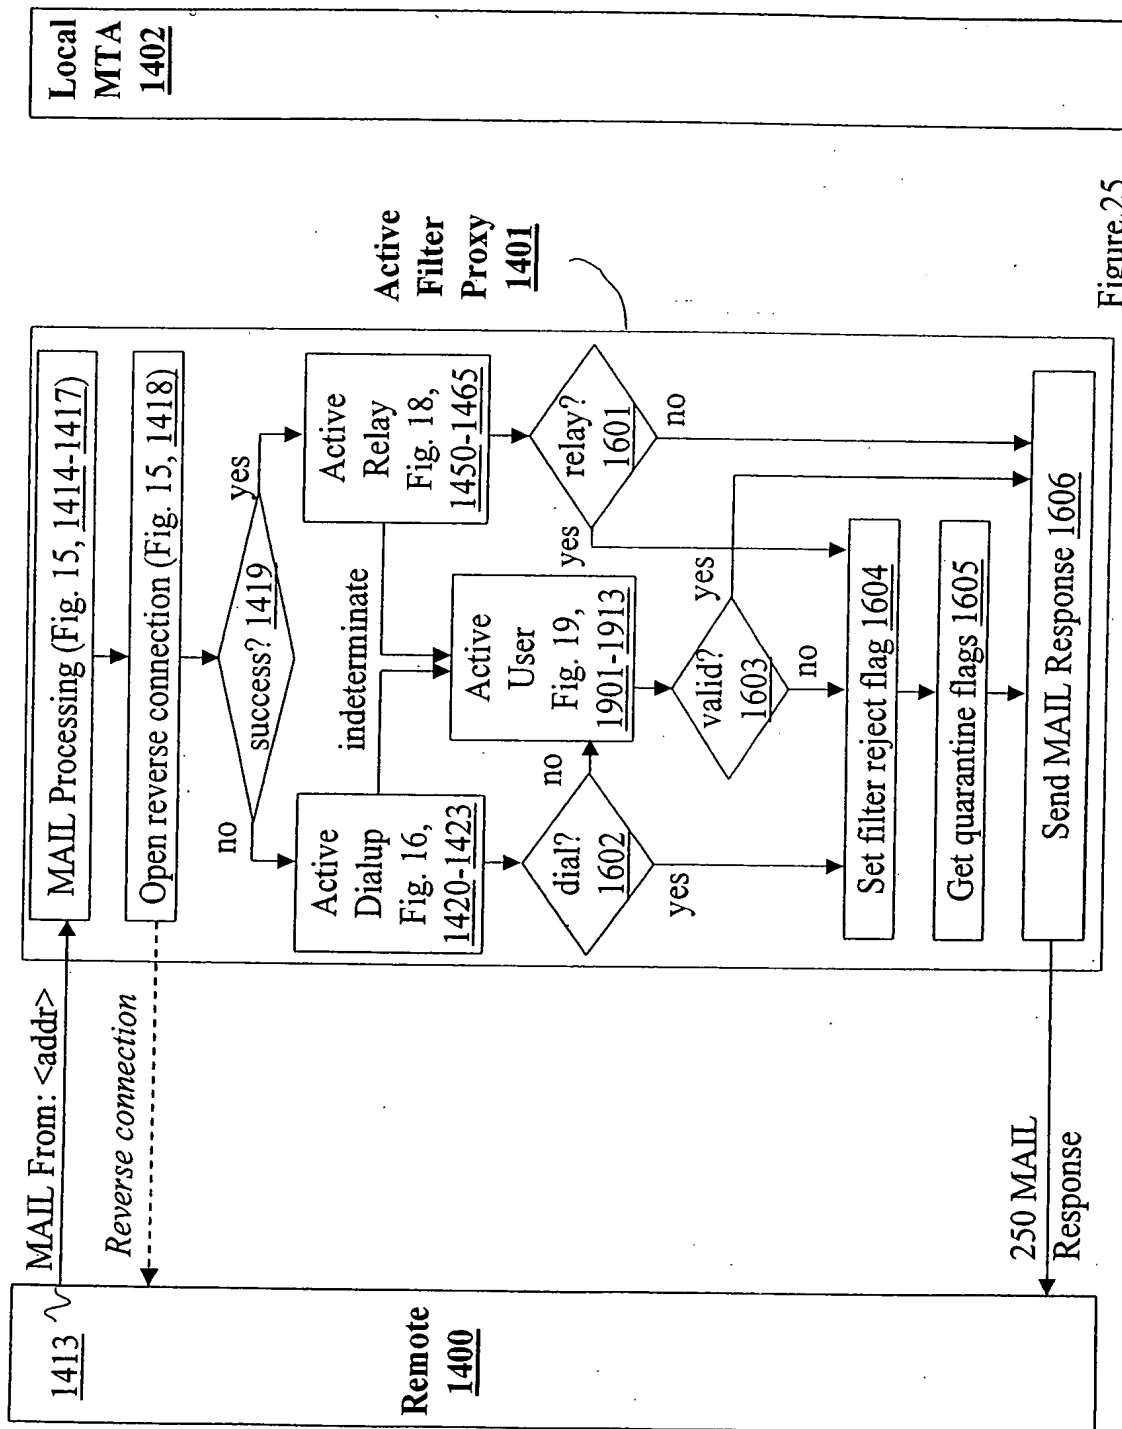 1413
MAIL From: <addr>
Reverse connection
Remote
1400
250 MAIL
Response
MAIL Processing (Fig. 15, 1414-1417)
Open reverse connection (Fig. 15, 1418)
success? 1419
no
yes
Active
Dialup
Fig. 16,
1420-1423
indeterminate
Active
Relay
Fig. 18,
1450-1465
Active
User
Fig. 19,
1901-1913
dial?
1602
no
yes
valid?
1603
yes
no
relay?
1601
yes
no
Set filter reject flag 1604
Get quarantine flags 1605
Send MAIL Response 1606
Active
Filter
Proxy
1401
Local
MTA
1402
Figure 25